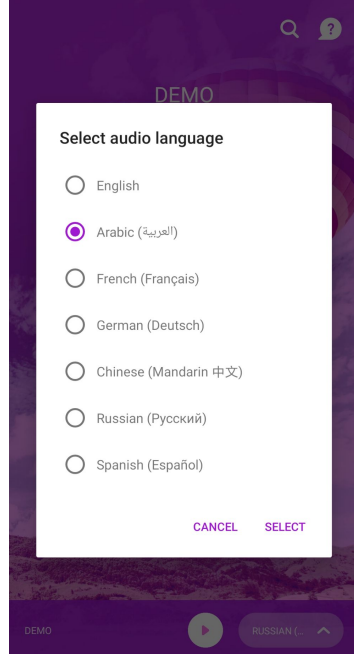 ?
DEMO
Select audio language
English
Arabic (العربية)
French (Français)
German (Deutsch)
Chinese (Mandarin 中文)
Russian (Русский)
Spanish (Español)
CANCEL SELECT
DEMO RUSSIAN (..